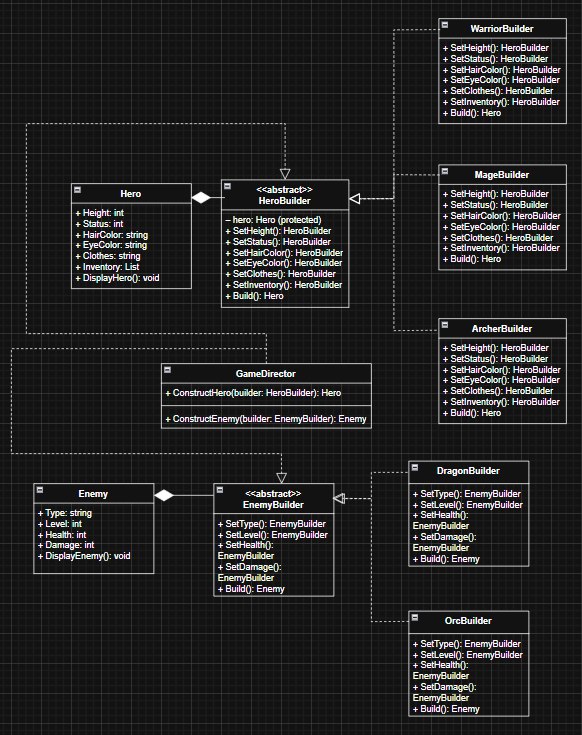 WarriorBuilder
+ SetHeight(): HeroBuilder
+ SetStatus(): HeroBuilder
+ SetHairColor(): HeroBuilder
+ SetEyeColor(): HeroBuilder
+ SetClothes(): HeroBuilder
+ SetInventory(): HeroBuilder
+ Build(): Hero
MageBuilder
+ SetHeight(): HeroBuilder
+ SetStatus(): HeroBuilder
+ SetHairColor(): HeroBuilder
+ SetEyeColor(): HeroBuilder
+ SetClothes(): HeroBuilder
+ SetInventory(): HeroBuilder
+ Build(): Hero
Hero
+ Height: int
+ Status: int
+ HairColor: string
+ EyeColor: string
+ Clothes: string
+ Inventory: List
+ DisplayHero(): void
<<abstract>>
HeroBuilder
– hero: Hero (protected)
+ SetHeight(): HeroBuilder
+ SetStatus(): HeroBuilder
+ SetHairColor(): HeroBuilder
+ SetEyeColor(): HeroBuilder
+ SetClothes(): HeroBuilder
+ SetInventory(): HeroBuilder
+ Build(): Hero
ArcherBuilder
+ SetHeight(): HeroBuilder
+ SetStatus(): HeroBuilder
+ SetHairColor(): HeroBuilder
+ SetEyeColor(): HeroBuilder
+ SetClothes(): HeroBuilder
+ SetInventory(): HeroBuilder
+ Build(): Hero
GameDirector
+ ConstructHero(builder: HeroBuilder): Hero
+ ConstructEnemy(builder: EnemyBuilder): Enemy
Enemy
+ Type: string
+ Level: int
+ Health: int
+ Damage: int
+ DisplayEnemy(): void
<<abstract>>
EnemyBuilder
+ SetType(): EnemyBuilder
+ SetLevel(): EnemyBuilder
+ SetHealth():
EnemyBuilder
+ SetDamage():
EnemyBuilder
+ Build(): Enemy
DragonBuilder
+ SetType(): EnemyBuilder
+ SetLevel(): EnemyBuilder
+ SetHealth():
EnemyBuilder
+ SetDamage():
EnemyBuilder
+ Build(): Enemy
OrcBuilder
+ SetType(): EnemyBuilder
+ SetLevel(): EnemyBuilder
+ SetHealth():
EnemyBuilder
+ SetDamage():
EnemyBuilder
+ Build(): Enemy